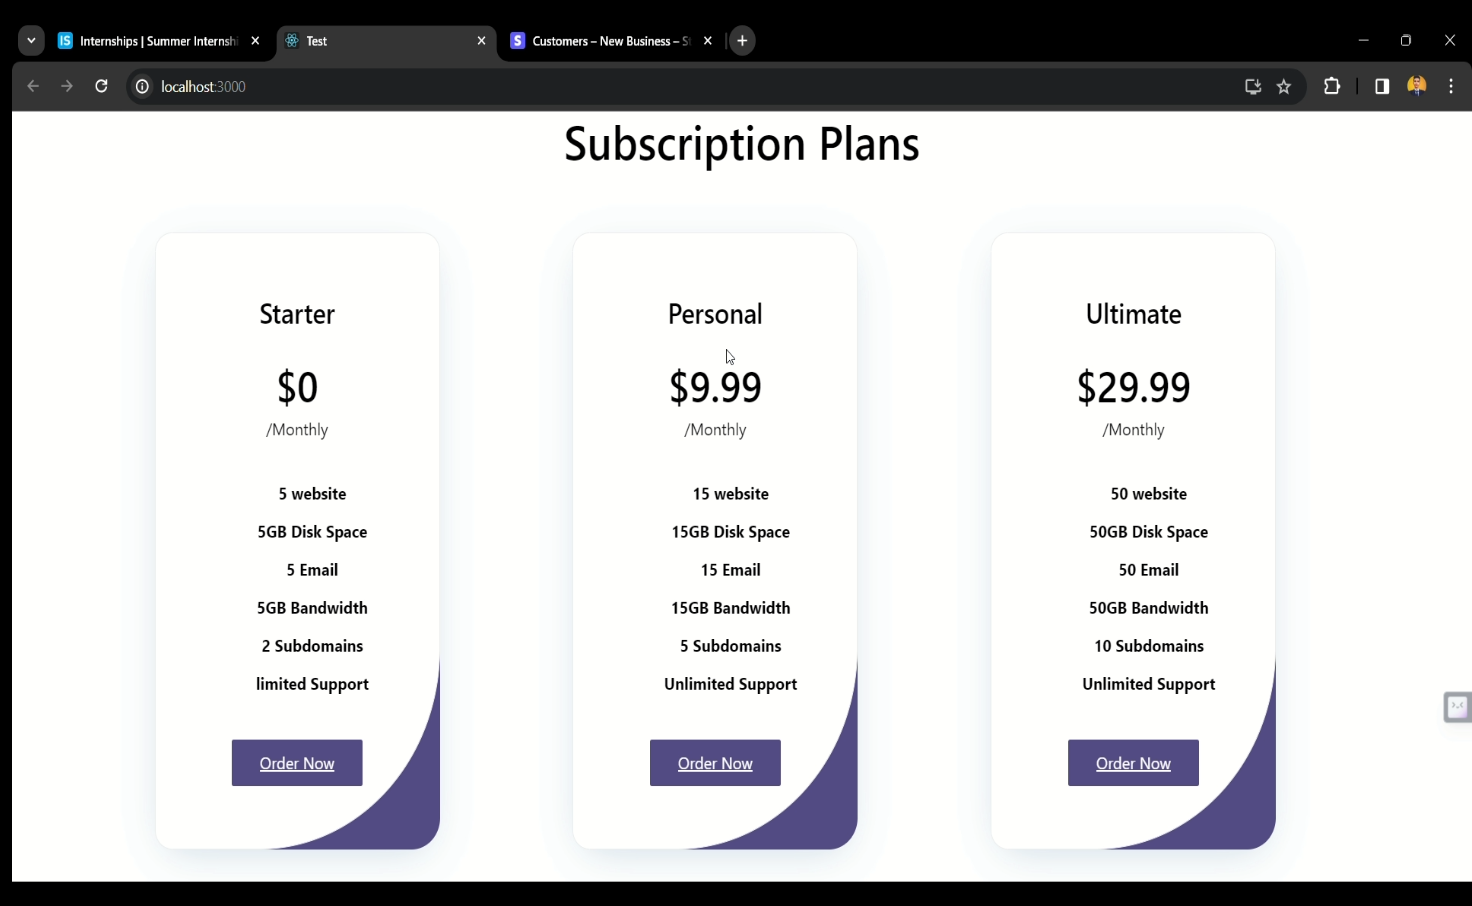 Internships | Summer Internshi
Test
Customers – New Business – St
localhost:3000
Subscription Plans
Starter
$0
/Monthly
5 website
5GB Disk Space
5 Email
5GB Bandwidth
2 Subdomains
limited Support
Order Now
Personal
$9.99
/Monthly
15 website
15GB Disk Space
15 Email
15GB Bandwidth
5 Subdomains
Unlimited Support
Order Now
Ultimate
$29.99
/Monthly
50 website
50GB Disk Space
50 Email
50GB Bandwidth
10 Subdomains
Unlimited Support
Order Now